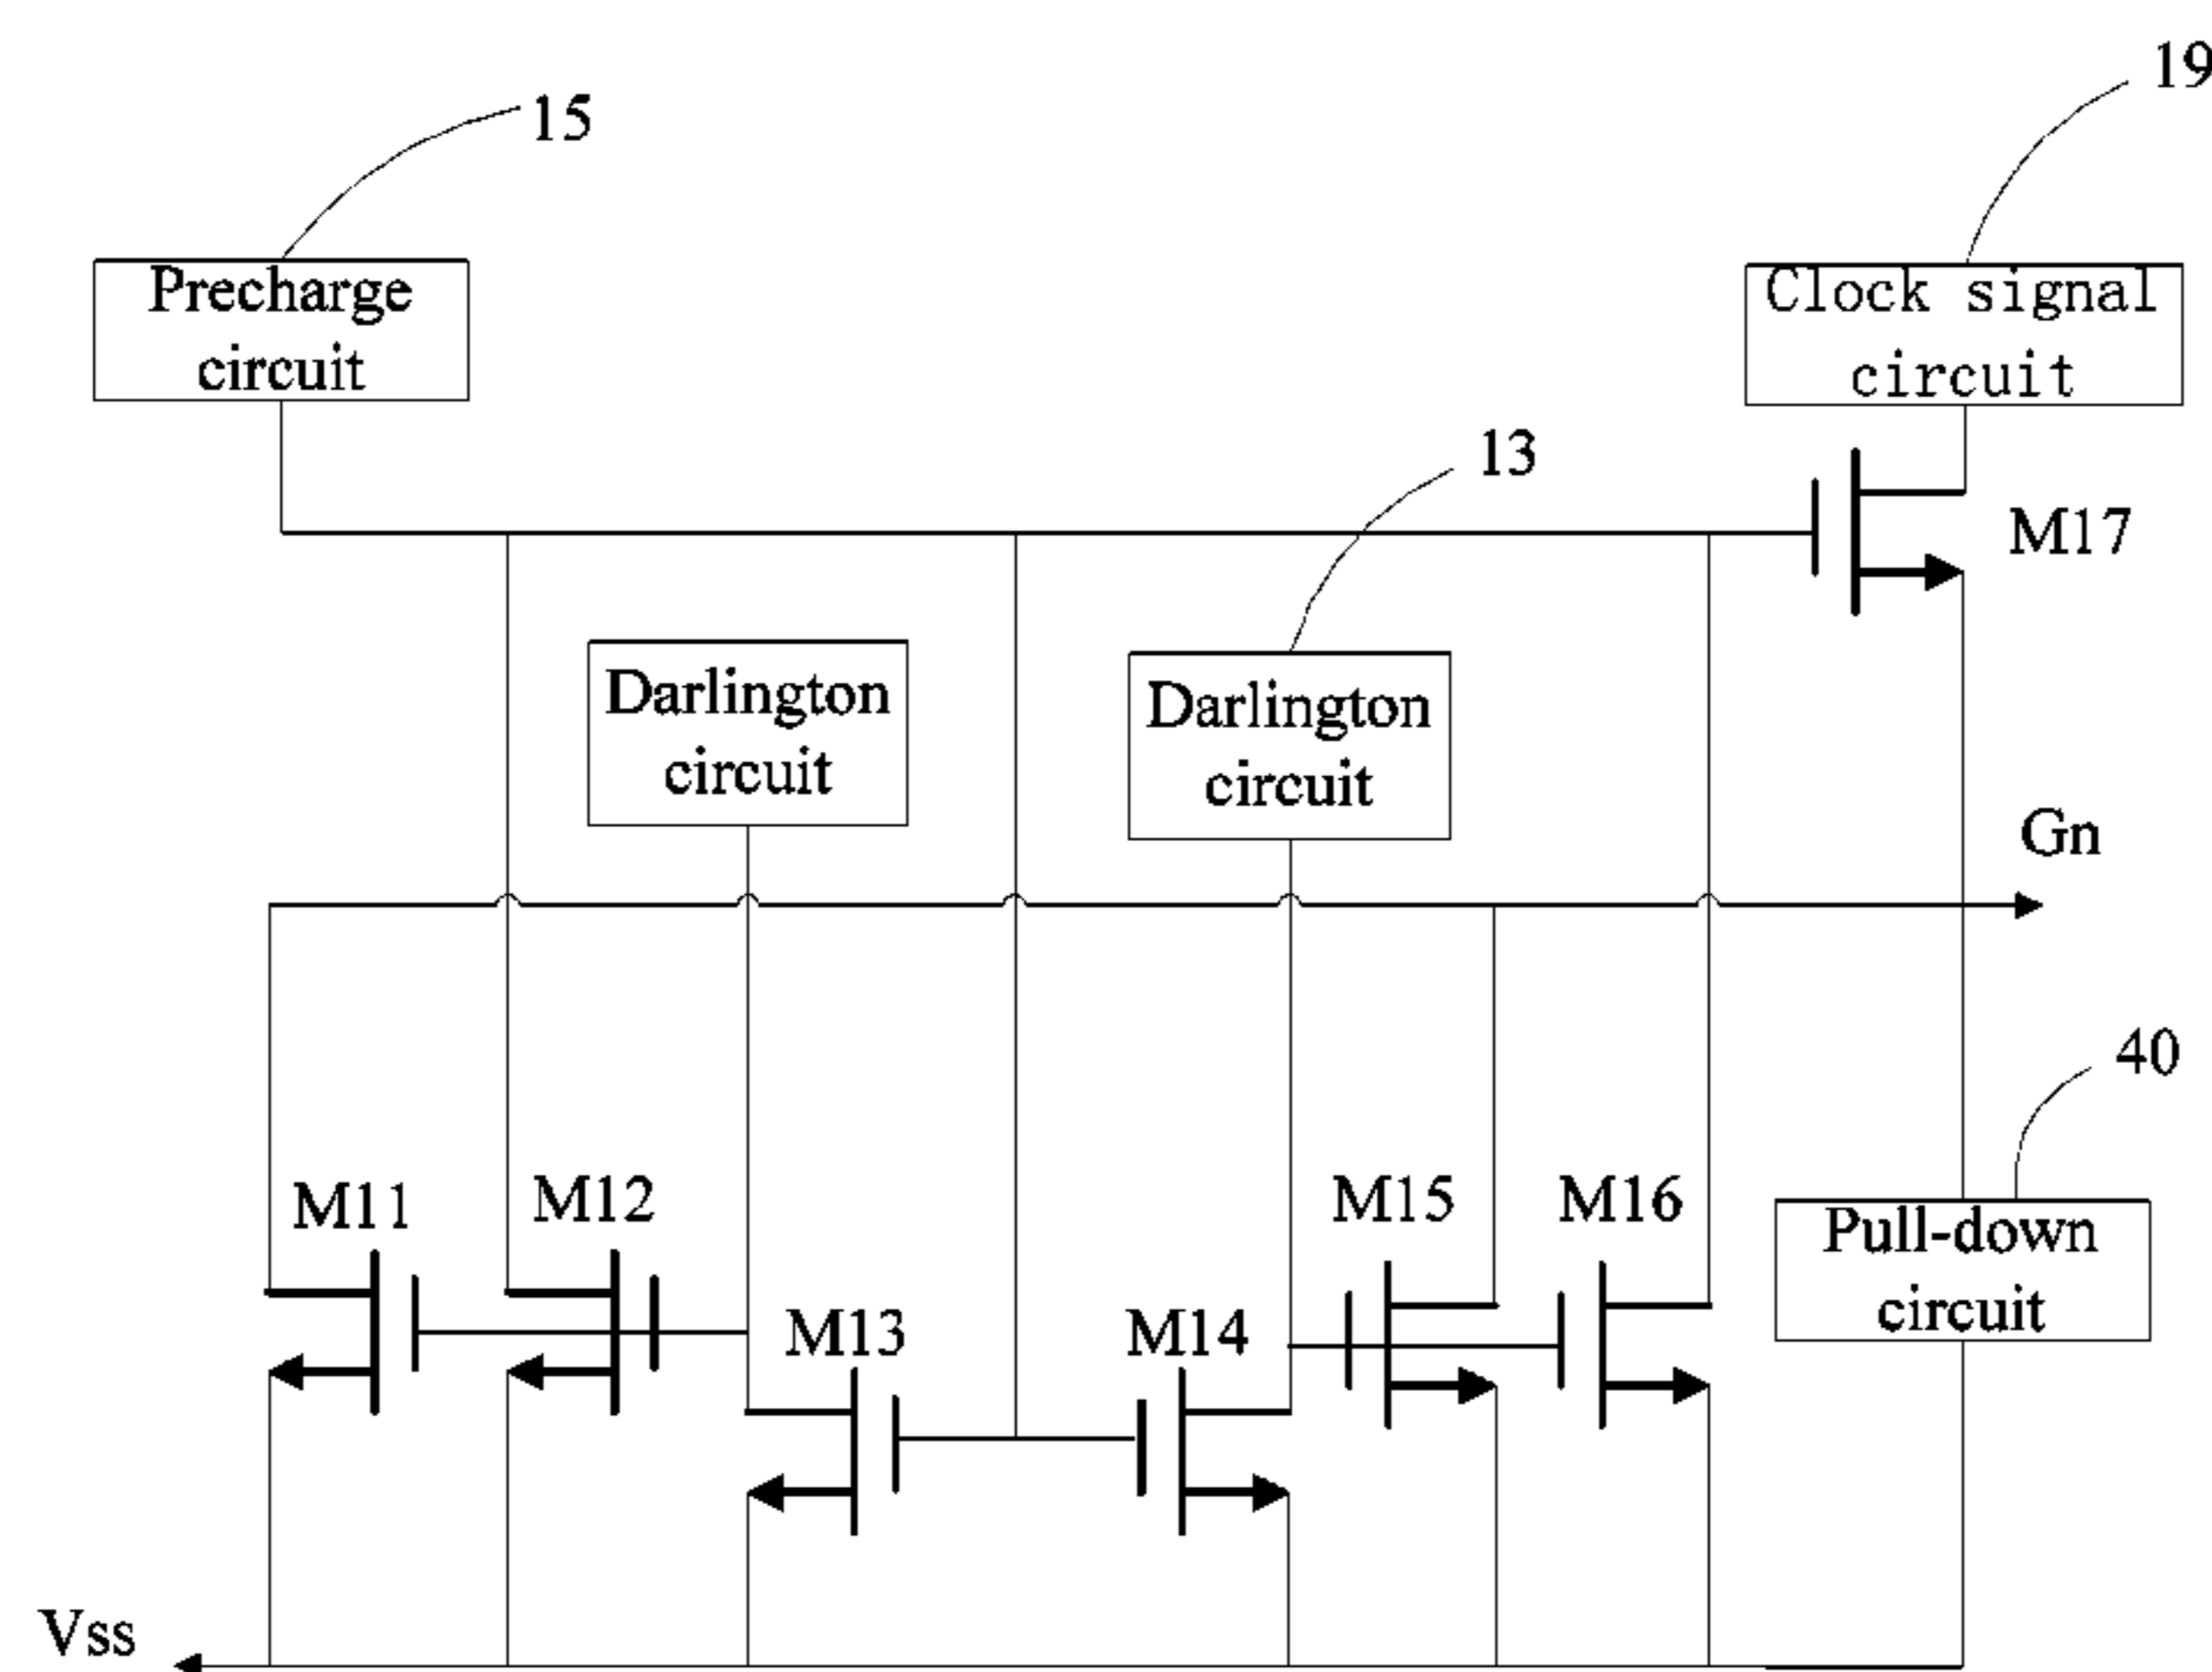 19
15
Precharge
circuit
Clock signal
circuit
13
M17
Darlington
circuit
Darlington
circuit
Gn
40
M11
M12
M15
M16
Pull-down
circuit
M13
M14
Vss